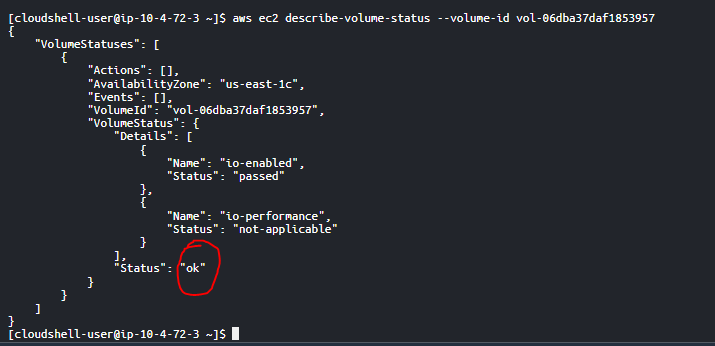 [cloudshell-user@ip-10-4-72-3 ~]$ aws ec2 describe-volume-status --volume-id vol-06dba37daf1853957
{
    "VolumeStatuses": [
        {
            "Actions": [],
            "AvailabilityZone": "us-east-1c",
            "Events": [],
            "VolumeId": "vol-06dba37daf1853957",
            "VolumeStatus": {
                "Details": [
                    {
                        "Name": "io-enabled",
                        "Status": "passed"
                    },
                    {
                        "Name": "io-performance",
                        "Status": "not-applicable"
                    }
                ],
                "Status": "ok"
            }
        }
    ]
}
[cloudshell-user@ip-10-4-72-3 ~]$